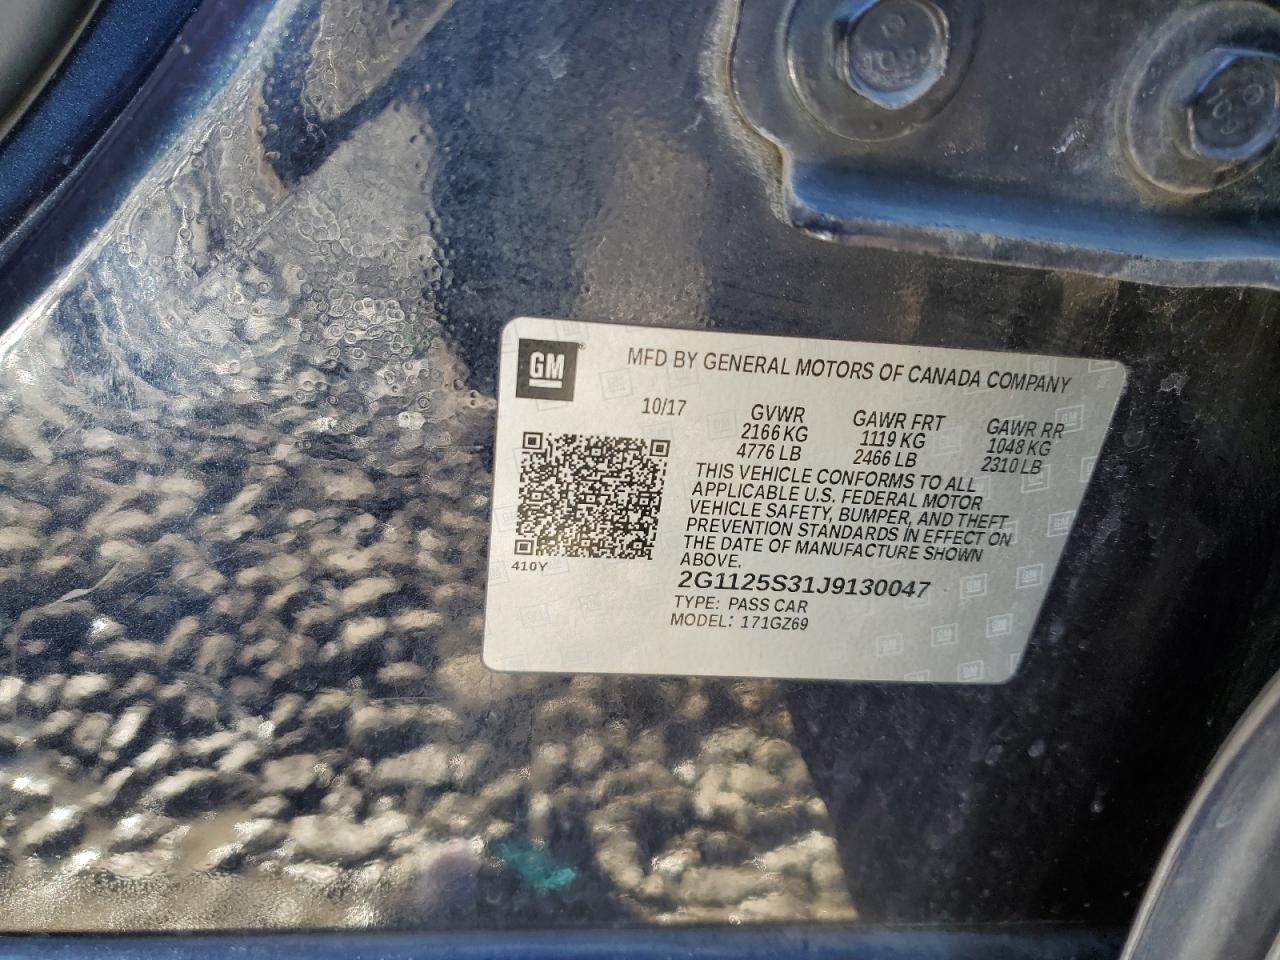 GM
MFD BY GENERAL MOTORS OF CANADA COMPANY
10/17
GVWR
2166 KG
4776 LB
GAWR FRT
1119 KG
2466 LB
GAWR RR
1048 KG
2310 LB
THIS VEHICLE CONFORMS TO ALL
APPLICABLE U.S. FEDERAL MOTOR
VEHICLE SAFETY, BUMPER, AND THEFT
PREVENTION STANDARDS IN EFFECT ON
THE DATE OF MANUFACTURE SHOWN
ABOVE.
410Y
2G1125S31J9130047
TYPE: PASS CAR
MODEL: 171GZ69